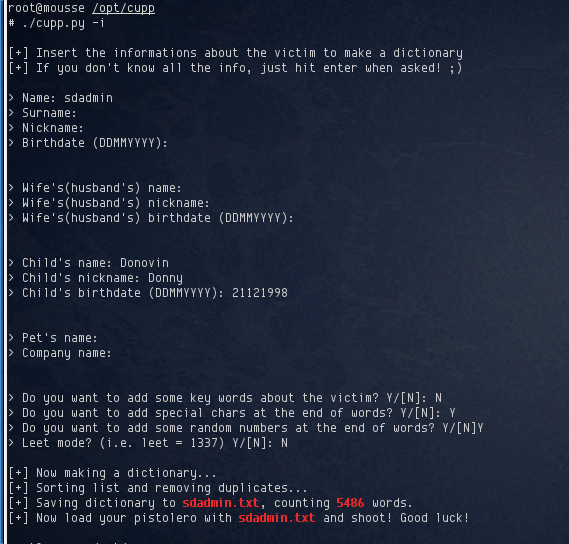 root@mousse /opt/cupp
# ./cupp.py -i
[+] Insert the informations about the victim to make a dictionary
[+] If you don't know all the info, just hit enter when asked! ;)
> Name: sdadmin
> Surname:
> Nickname:
> Birthdate (DDMMYYYY):
> Wife's(husband's) name:
> Wife's(husband's) nickname:
> Wife's(husband's) birthdate (DDMMYYYY):
> Child's name: Donovin
> Child's nickname: Donny
> Child's birthdate (DDMMYYYY): 21121998
> Pet's name:
> Company name:
> Do you want to add some key words about the victim? Y/[N]: N
> Do you want to add special chars at the end of words? Y/[N]: Y
> Do you want to add some random numbers at the end of words? Y/[N]Y
> Leet mode? (i.e. leet = 1337) Y/[N]: N
[+] Now making a dictionary...
[+] Sorting list and removing duplicates...
[+] Saving dictionary to sdadmin.txt, counting 5486 words.
[+] Now load your pistolero with sdadmin.txt and shoot! Good luck!